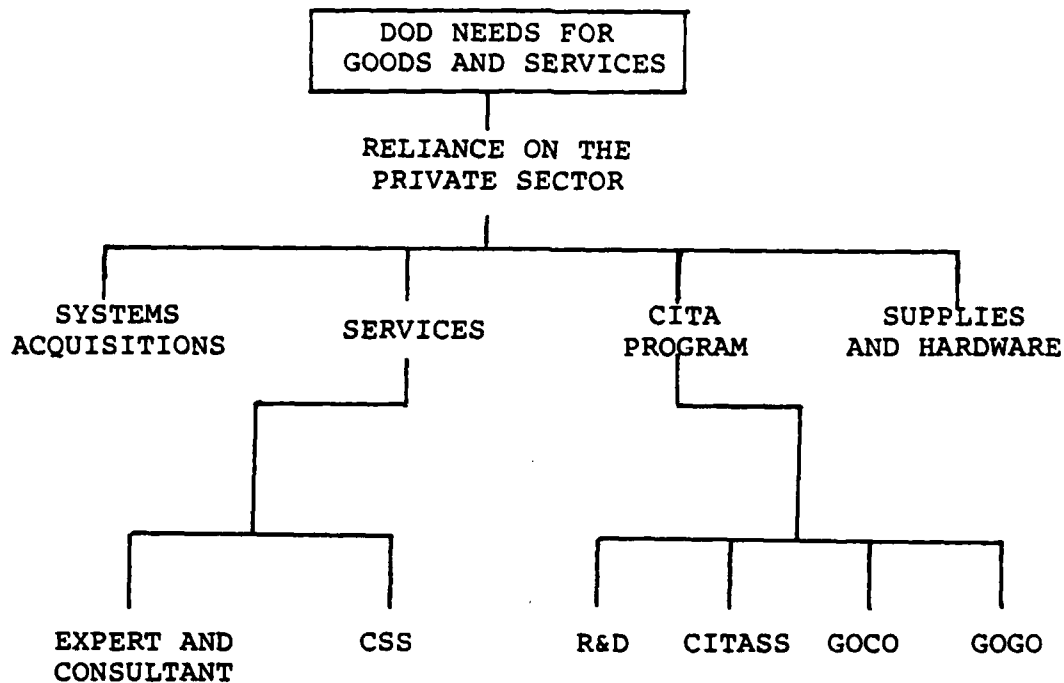 DOD NEEDS FOR
GOODS AND SERVICES
RELIANCE ON THE
PRIVATE SECTOR
SYSTEMS
ACQUISITIONS
SERVICES
CITA
PROGRAM
SUPPLIES
AND HARDWARE
EXPERT AND
CONSULTANT
CSS
R&D
CITASS
GOCO
GOGO